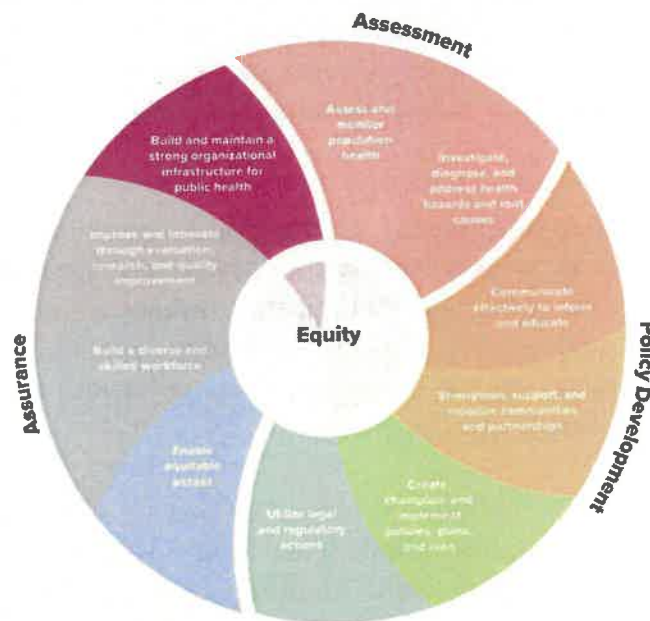 Assessment
Assess and
monitor
population
health
Investigate,
diagnose, and
address health
hazards and root
causes
Policy Development
Communicate
effectively to inform
and educate
Strengthen, support, and
mobilize communities
and partnerships
Create,
champion, and
implement
policies, plans,
and laws
Utilize legal
and regulatory
actions
Assurance
Enable
equitable
access
Build a diverse and
skilled workforce
Improve and innovate
through evaluation,
research, and quality
improvement
Build and maintain a
strong organizational
infrastructure for
public health
Equity